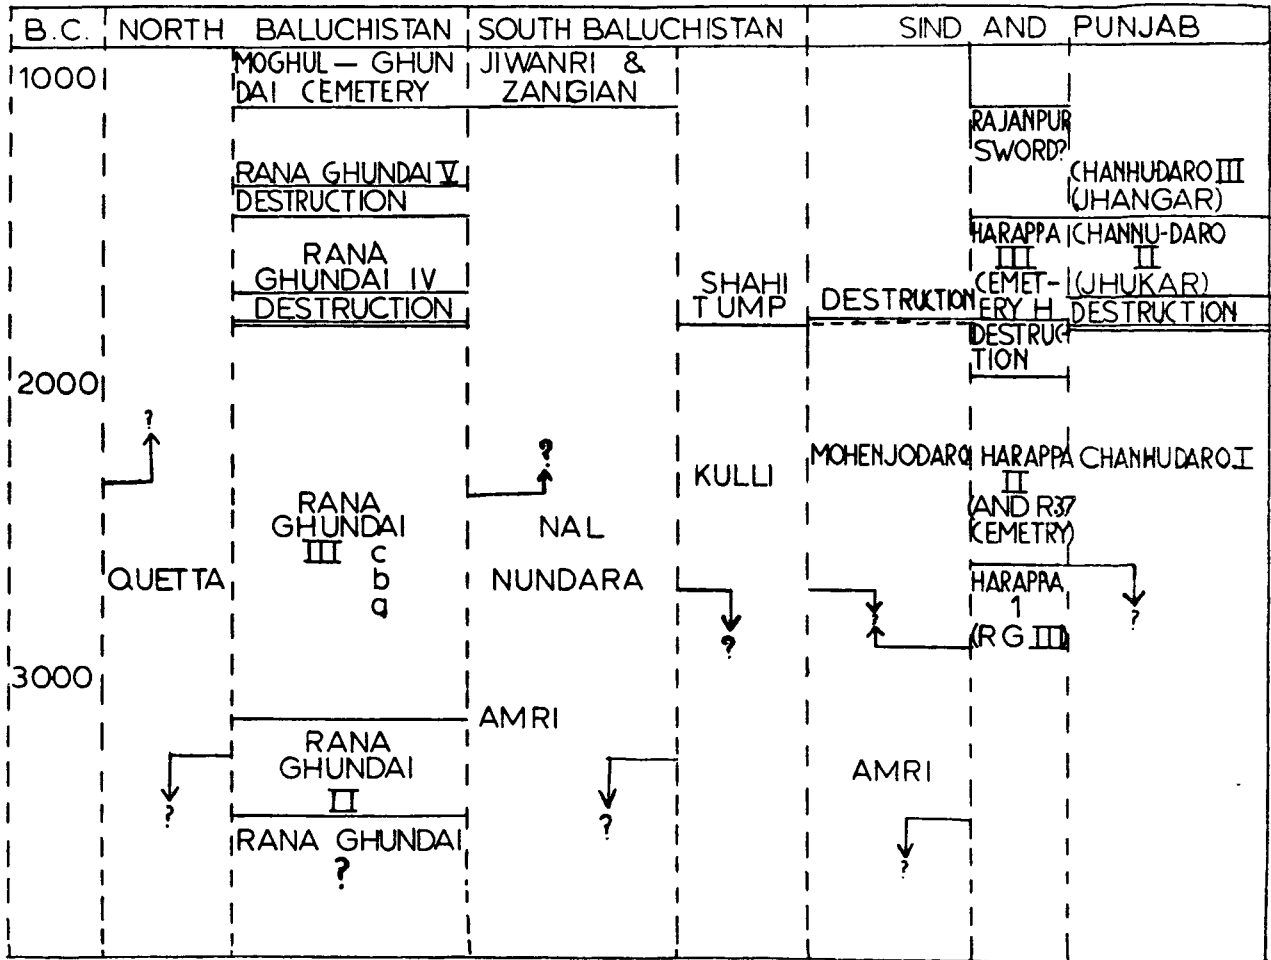 B.C. NORTH BALUCHISTAN SOUTH BALUCHISTAN SIND AND PUNJAB
1000
MOGHUL — GHUN
DAI CEMETERY
JIWANRI &
ZANGIAN
RAJANPUR
SWORD?
RANA GHUNDAI V
DESTRUCTION
CHANHUDARO III
(JHANGAR)
RANA
GHUNDAI IV
DESTRUCTION
SHAHI
TUMP
DESTRUCTION
HARAPPA
III
CEMET-
ERY H
DESTRUC-
TION
CHANNU-DARO
II
(JHUKAR)
DESTRUCTION
2000
?
?
QUETTA
RANA
GHUNDAI
III c
b
a
NAL
NUNDARA
KULLI
MOHENJODARO
HARAPPA
II
(AND R37
CEMETRY)
CHANHUDARO I
HARAPPA
1
(RG III)
?
?
?
3000
AMRI
RANA
GHUNDAI
II
AMRI
?
?
RANA GHUNDAI
?
?